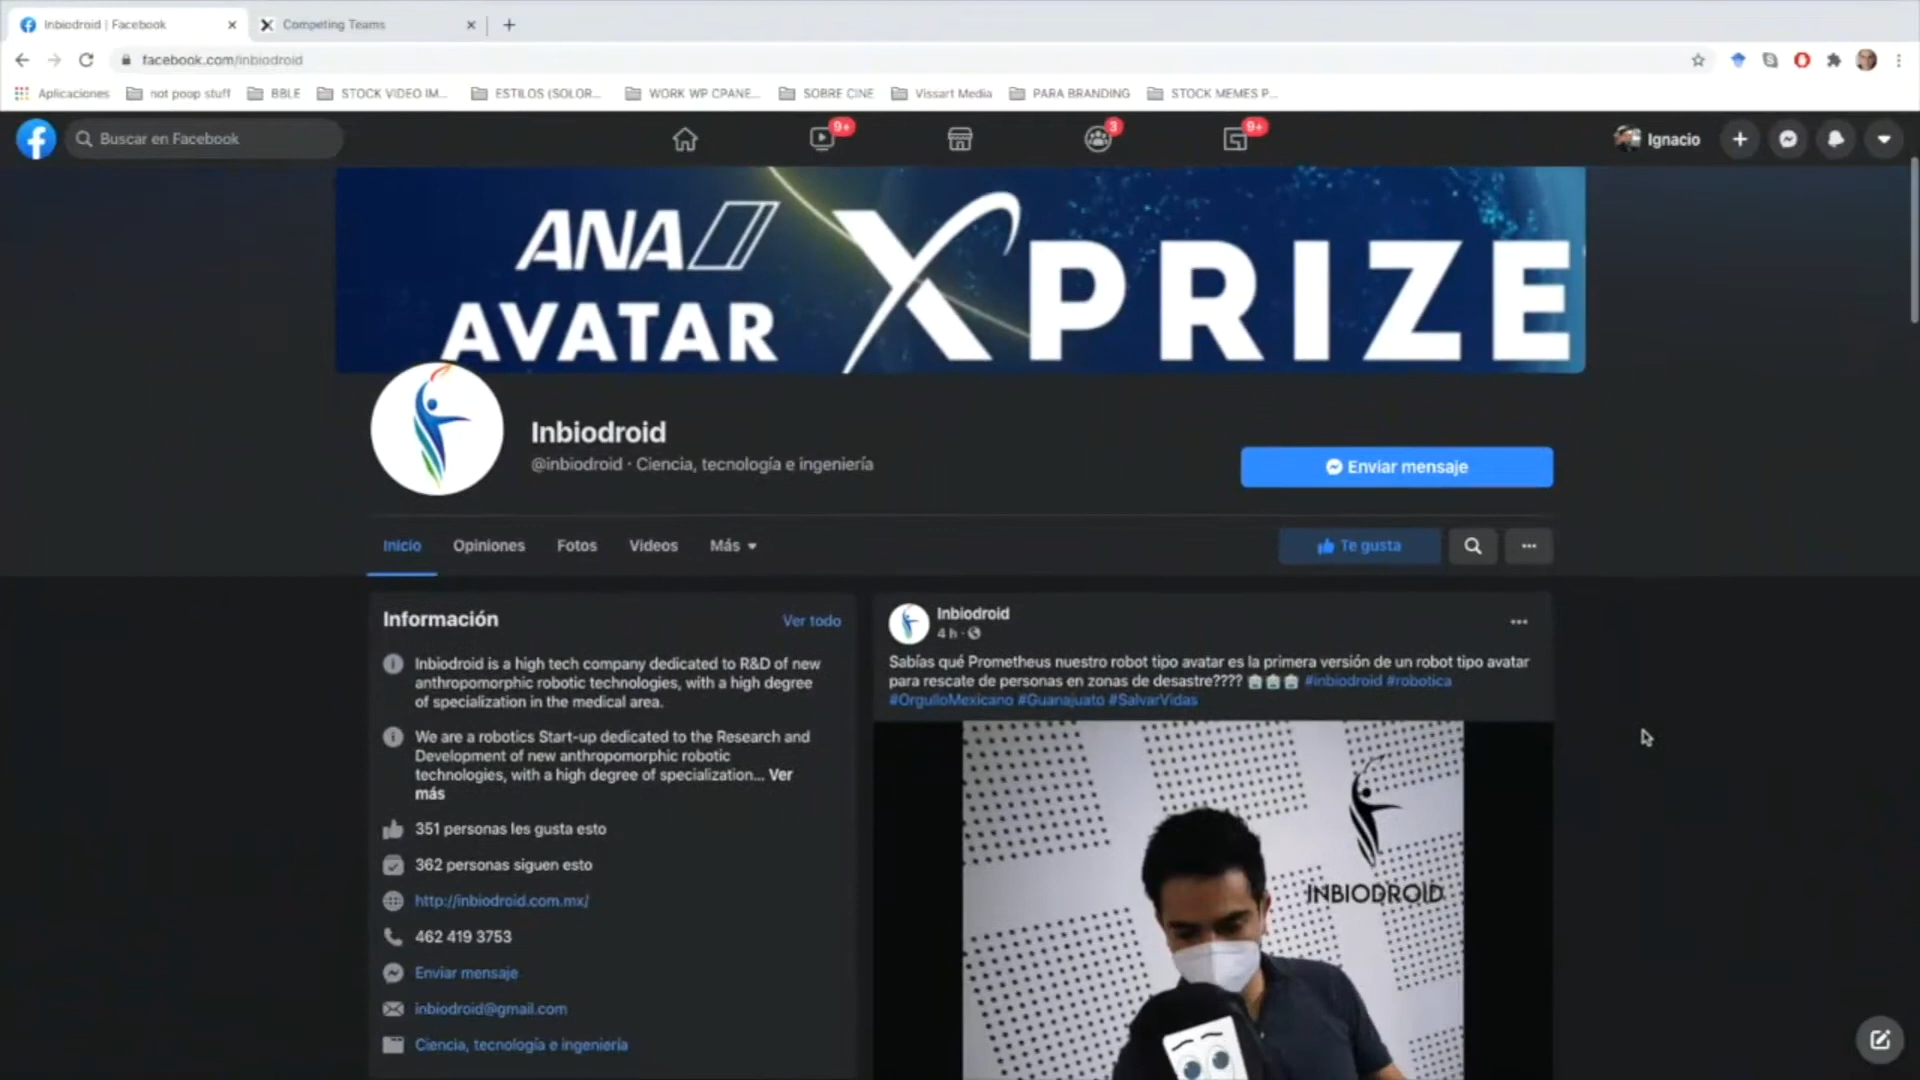 Inbiodroid | Facebook
Competing Teams
facebook.com/inbiodroid
Aplicaciones
not poop stuff
BBLE
STOCK VIDEO IM...
ESTILOS (SOLOR...
WORK WP CPANE...
SOBRE CINE
Vissart Media
PARA BRANDING
STOCK MEMES P...
Buscar en Facebook
9+
3
9+
Ignacio
ANA
AVATAR
XPRIZE
Inbiodroid
@inbiodroid · Ciencia, tecnología e ingeniería
Enviar mensaje
Inicio
Opiniones
Fotos
Videos
Más
Te gusta
Información
Ver todo
Inbiodroid is a high tech company dedicated to R&D of new
anthropomorphic robotic technologies, with a high degree
of specialization in the medical area.
We are a robotics Start-up dedicated to the Research and
Development of new anthropomorphic robotic
technologies, with a high degree of specialization... Ver
más
351 personas les gusta esto
362 personas siguen esto
http://inbiodroid.com.mx/
462 419 3753
Enviar mensaje
inbiodroid@gmail.com
Ciencia, tecnología e ingeniería
Inbiodroid
4 h ·
Sabías qué Prometheus nuestro robot tipo avatar es la primera versión de un robot tipo avatar
para rescate de personas en zonas de desastre???? 🤖🤖🤖 #inbiodroid #robotica
#OrgulloMexicano #Guanajuato #SalvarVidas
INBIODROID